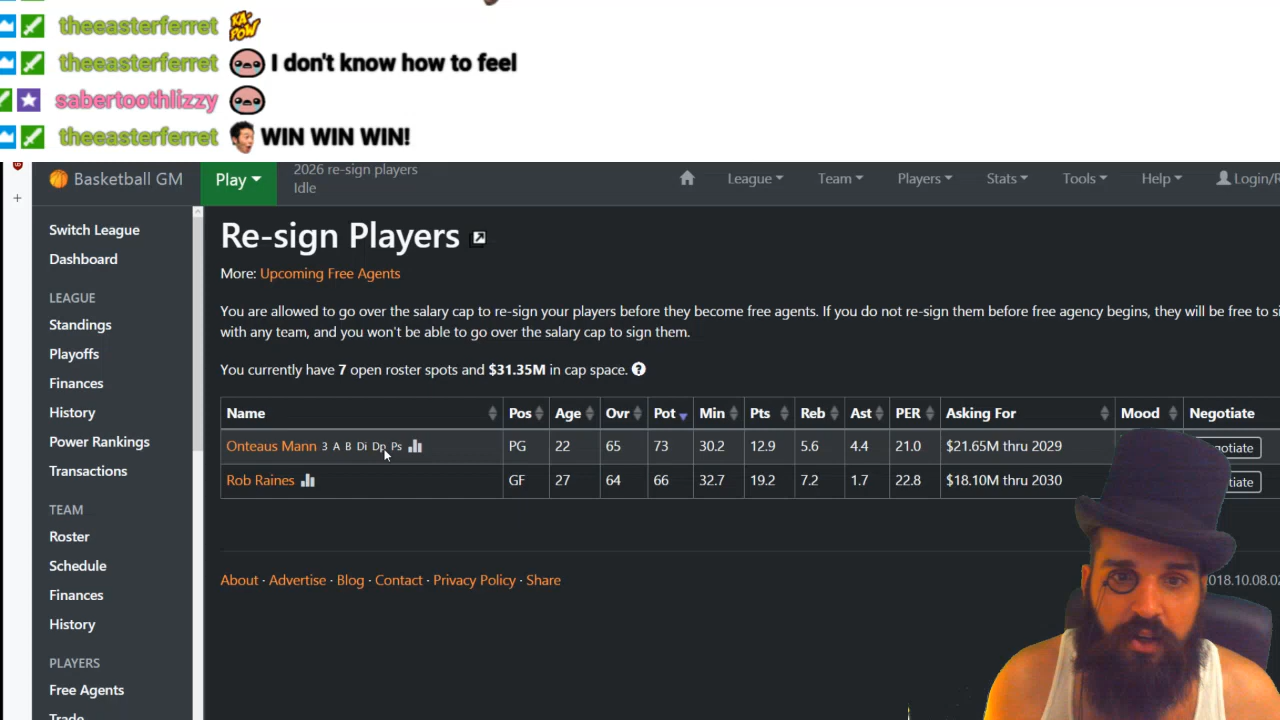 theeasterferret KA-POW
theeasterferret I don't know how to feel
sabertoothlizzy
theeasterferret WIN WIN WIN!
Basketball GM
Play
2026 re-sign players
Idle
League
Team
Players
Stats
Tools
Help
Login/R
Switch League
Dashboard
LEAGUE
Standings
Playoffs
Finances
History
Power Rankings
Transactions
TEAM
Roster
Schedule
Finances
History
PLAYERS
Free Agents
Trade
Re-sign Players
More: Upcoming Free Agents
You are allowed to go over the salary cap to re-sign your players before they become free agents. If you do not re-sign them before free agency begins, they will be free to si
with any team, and you won't be able to go over the salary cap to sign them.
You currently have 7 open roster spots and $31.35M in cap space. ?
Name Pos Age Ovr Pot Min Pts Reb Ast PER Asking For Mood Negotiate
Onteaus Mann 3 A B Di Dp Ps PG 22 65 73 30.2 12.9 5.6 4.4 21.0 $21.65M thru 2029 gotiate
Rob Raines GF 27 64 66 32.7 19.2 7.2 1.7 22.8 $18.10M thru 2030 tiate
About · Advertise · Blog · Contact · Privacy Policy · Share
2018.10.08.02